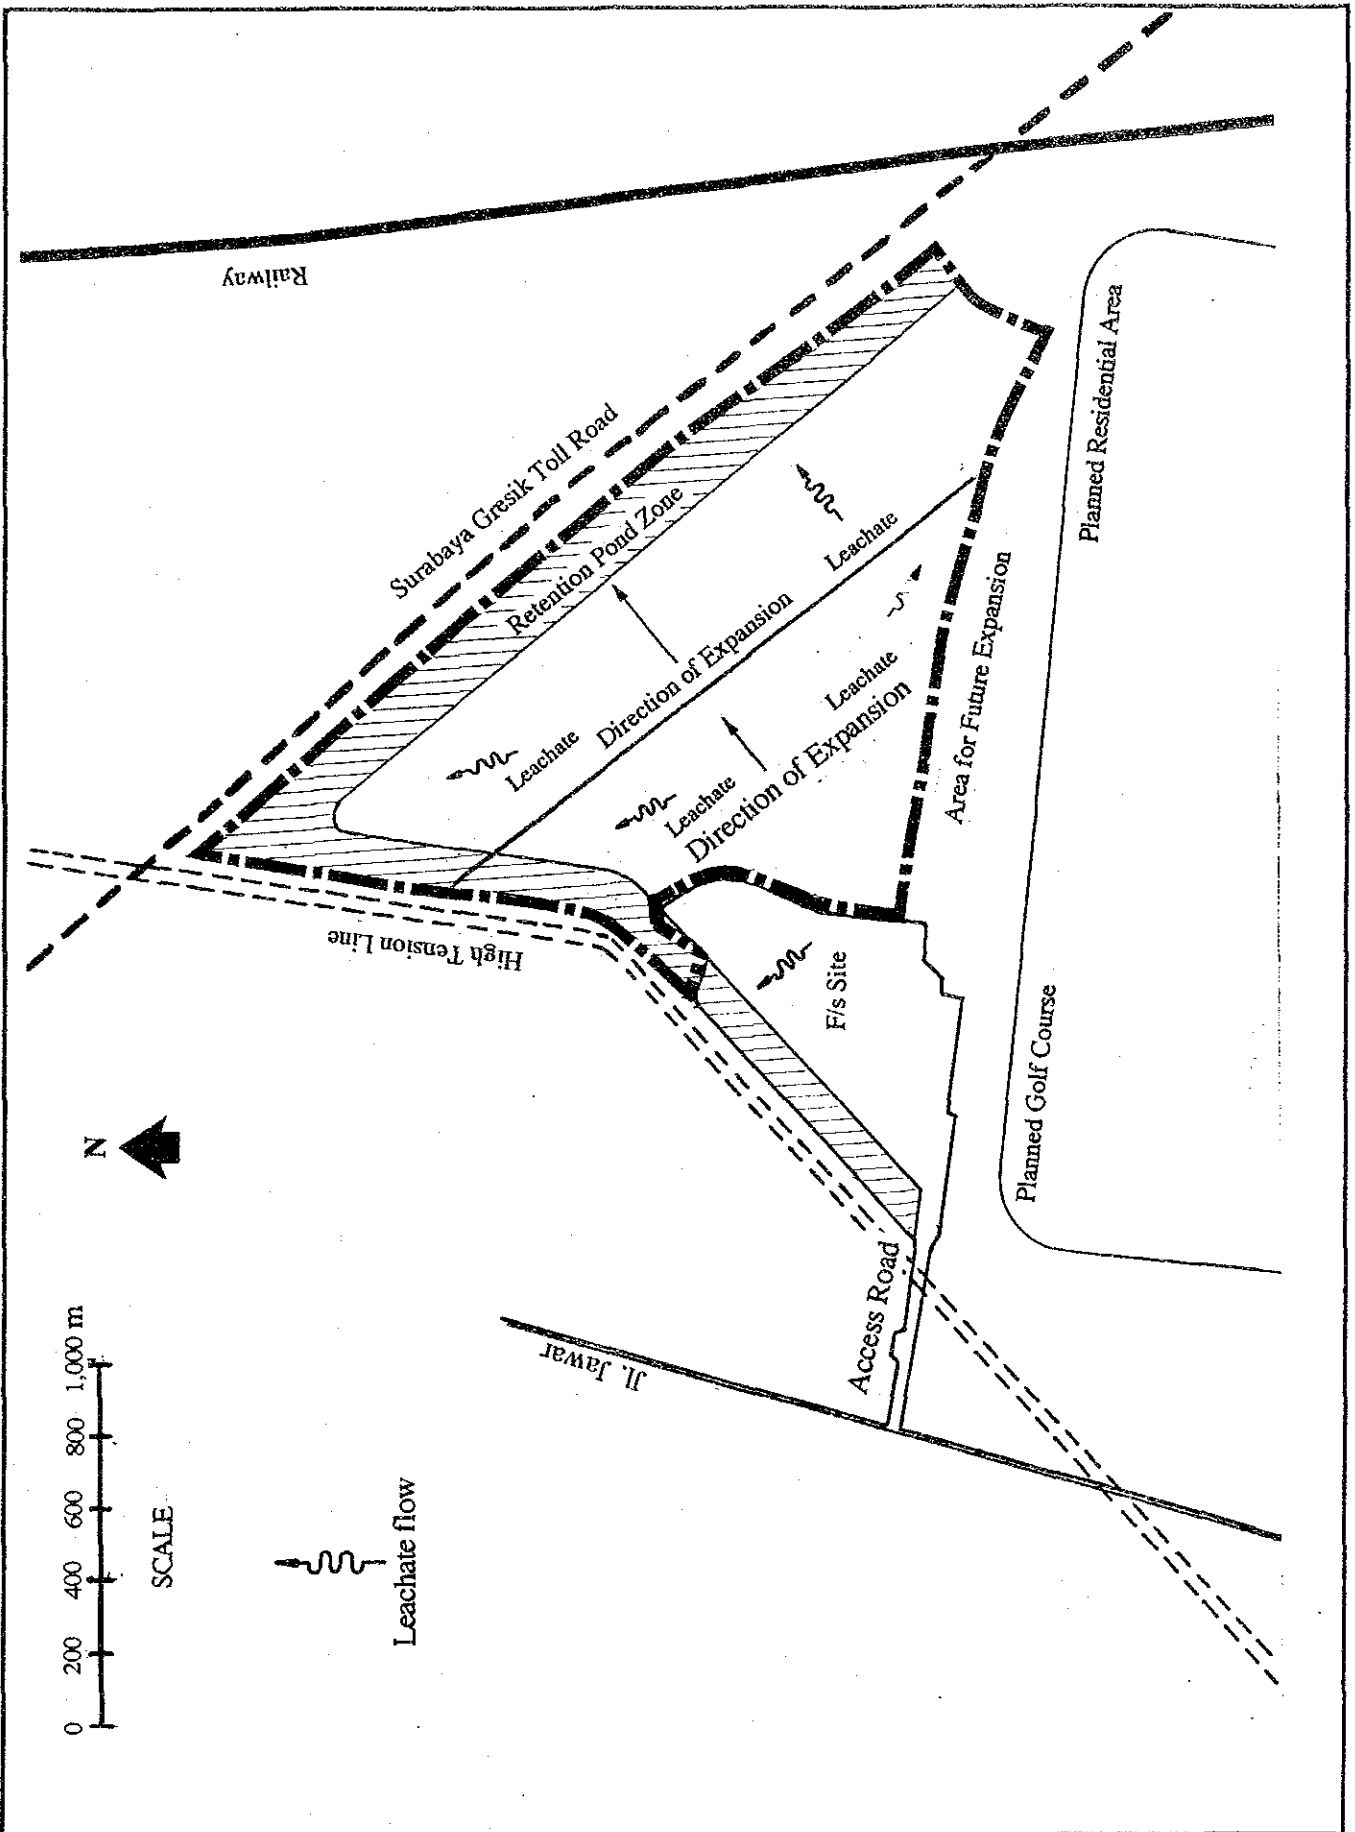 0 200 400 600 800 1,000 m
SCALE
Leachate flow
N
Railway
Surabaya Gresik Toll Road
Retention Pond Zone
High Tension Line
Leachate
Direction of Expansion
Leachate
Leachate
Direction of Expansion
Leachate
F/s Site
Area for Future Expansion
Access Road
Jl. Jawar
Planned Golf Course
Planned Residential Area